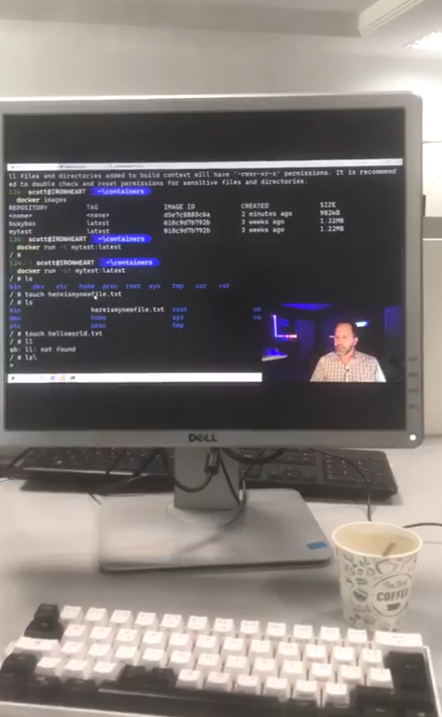 ll files and directories added to build context will have '-rwxr-xr-x' permissions. It is recommend
ed to double check and reset permissions for sensitive files and directories.
scott@IRONHEART ~\containers
docker images
REPOSITORY TAG IMAGE ID CREATED SIZE
<none> <none> 2 minutes ago 982kB
busybox latest 018c9d7b792b 3 weeks ago 1.22MB
mytest latest 018c9d7b792b 3 weeks ago 1.22MB
scott@IRONHEART ~\containers
docker run -t mytest:latest
/ #
scott@IRONHEART ~\containers
docker run -it mytest:latest
/ # ls
bin dev etc home proc root sys tmp usr var
/ # touch hereismynewfile.txt
/ # ls
bin hereismynewfile.txt root us
dev home sys va
etc proc tmp
/ # touch helloworld.txt
/ # ll
sh: ll: not found
/ # ls\
>
DELL
COFFEE